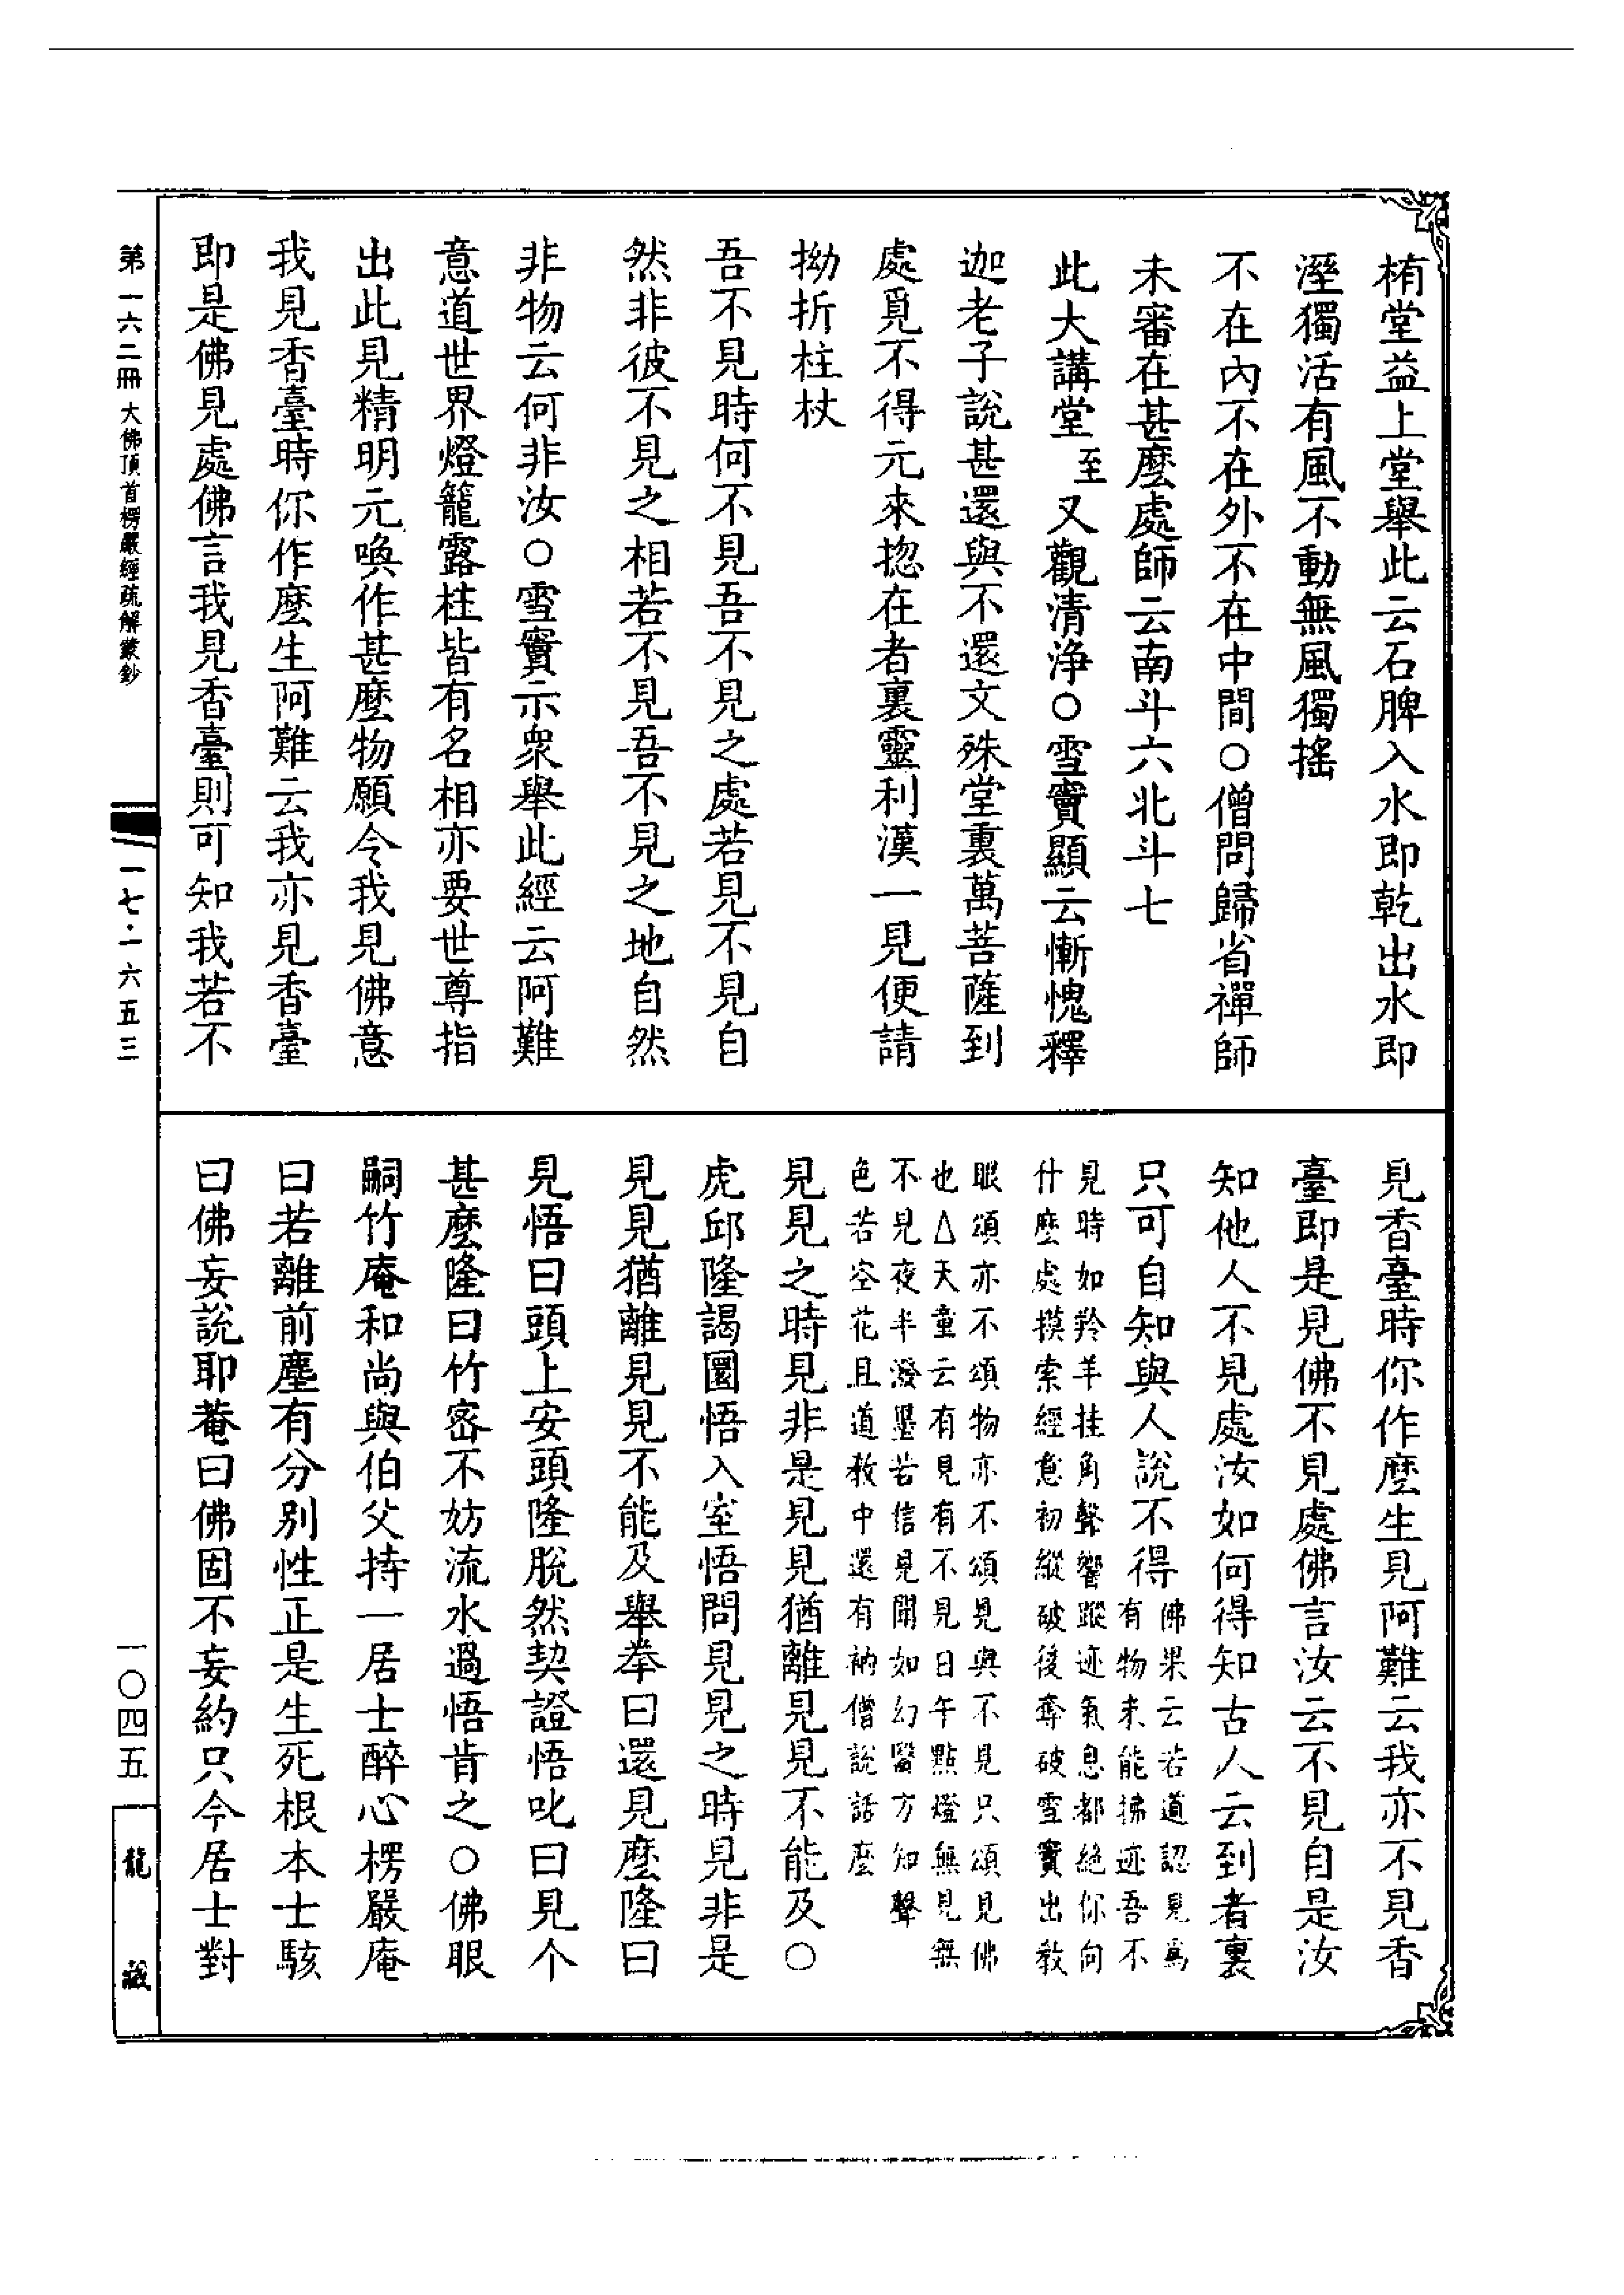 栯堂益上堂舉此云石脾入水即乾出水即
溼獨活有風不動無風獨搖
不在內不在外不在中間○僧問歸省禪師
未審在甚麼處師云南斗六北斗七
此大講堂至又觀清淨○雪竇顯云慚愧釋
迦老子說甚還與不還文殊堂裏萬菩薩到
處覓不得元來揔在者裏靈利漢一見便請
拗折柱杖
吾不見時何不見吾不見之處若見不見自
然非彼不見之相若不見吾不見之地自然
非物云何非汝○雪竇示眾舉此經云阿難
意道世界燈籠露柱皆有名相亦要世尊指
出此見精明元喚作甚麼物願令我見佛意
我見香臺時你作麼生阿難云我亦見香臺
即是佛見處佛言我見香臺則可知我若不
見香臺時你作麼生見阿難云我亦不見香
臺即是見佛不見處佛言汝云不見自是汝
知他人不見處汝如何得知古人云到者裏
只可自知與人說不得
佛果云若道認見為
有物未能拂迹吾不
見時如羚羊挂角聲響蹤迹氣息都絕你向
什麼處摸索經意初縱破後奪破雪竇出教
眼頌亦不頌物亦不頌見與不見只頌見佛
也△天童云有見有不見日午點燈無見無
不見夜半潑墨若信見聞如幻翳方知聲
色若空花且道教中還有衲僧說話麼
見見之時見非是見見猶離見見不能及○
虎邱隆謁圜悟入室悟問見見之時見非是
見見猶離見見不能及舉拳曰還見麼隆曰
見悟曰頭上安頭隆脫然契證悟叱曰見个
甚麼隆曰竹密不妨流水過悟肯之○佛眼
嗣竹庵和尚與伯父持一居士醉心楞嚴庵
曰若離前塵有分別性正是生死根本士駭
曰佛妄說耶菴曰佛固不妄約只今居士對
第一六二冊 大佛頂首楞嚴經疏解蒙鈔
一七·一六五三
一○四五
龍藏